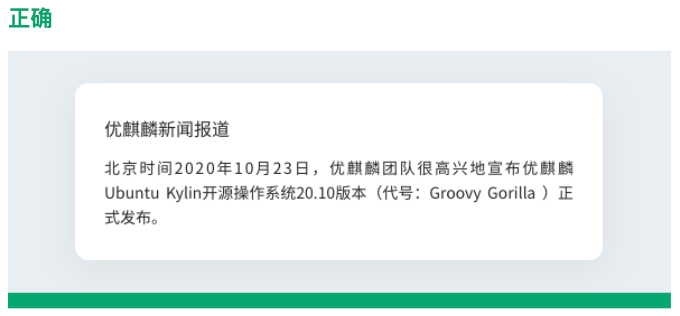 正确
优麒麟新闻报道
北京时间2020年10月23日，优麒麟团队很高兴地宣布优麒麟
Ubuntu Kylin开源操作系统20.10版本（代号：Groovy Gorilla ）正
式发布。